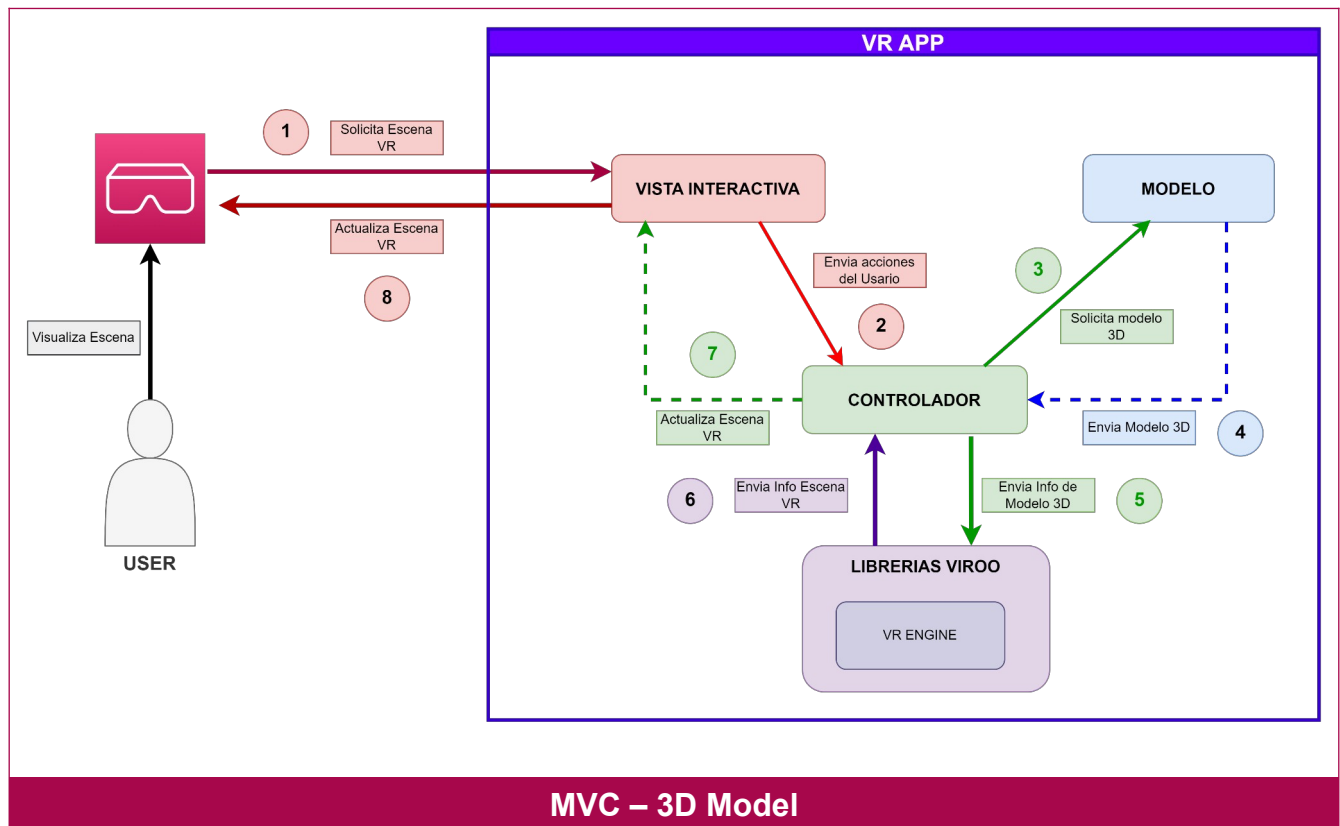 VR APP
1
Solicita Escena
VR
VISTA INTERACTIVA
MODELO
Actualiza Escena
VR
8
Envia acciones
del Usario
2
3
Solicita modelo
3D
Visualiza Escena
7
CONTROLADOR
Actualiza Escena
VR
Envia Modelo 3D
4
6
Envia Info Escena
VR
Envia Info de
Modelo 3D
5
USER
LIBRERIAS VIROO
VR ENGINE
MVC – 3D Model